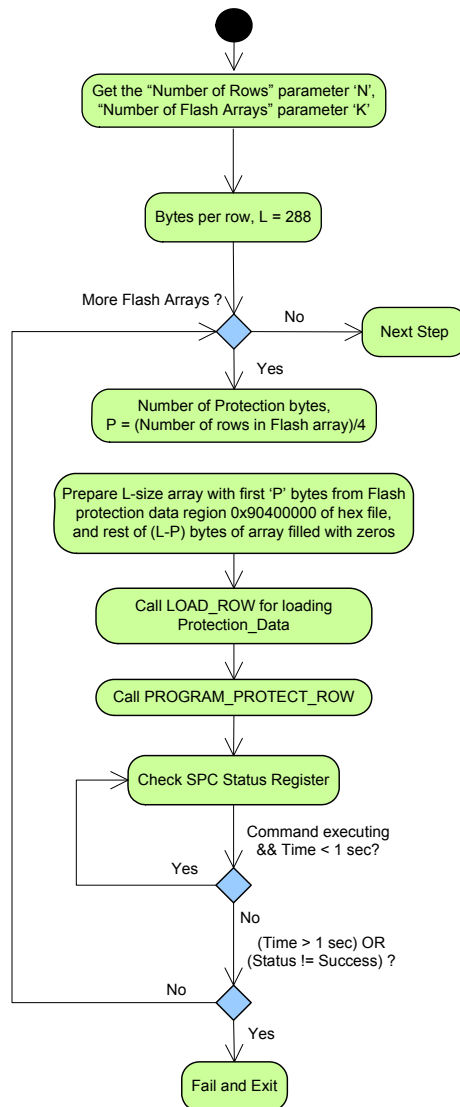 Get the “Number of Rows” parameter ‘N’,
“Number of Flash Arrays” parameter ‘K’
Bytes per row, L = 288
More Flash Arrays ?
No
Next Step
Yes
Number of Protection bytes,
P = (Number of rows in Flash array)/4
Prepare L-size array with first ‘P’ bytes from Flash
protection data region 0x90400000 of hex file,
and rest of (L-P) bytes of array filled with zeros
Call LOAD_ROW for loading
Protection_Data
Call PROGRAM_PROTECT_ROW
Check SPC Status Register
Command executing
&& Time < 1 sec?
Yes
No
(Time > 1 sec) OR
(Status != Success) ?
No
Yes
Fail and Exit